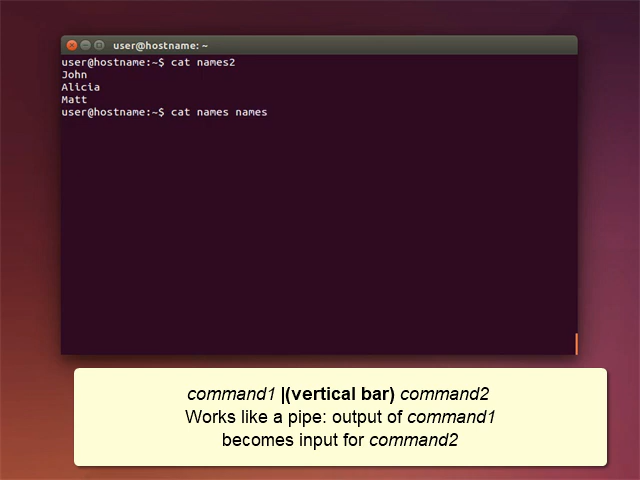 user@hostname: ~
user@hostname:~$ cat names2
John
Alicia
Matt
user@hostname:~$ cat names names
command1 |(vertical bar) command2
Works like a pipe: output of command1
becomes input for command2